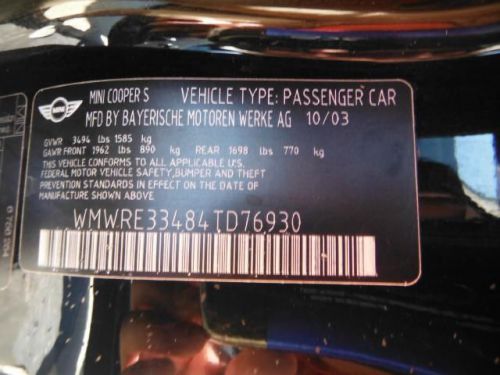 MINI
MINI COOPER S VEHICLE TYPE: PASSENGER CAR
MFD BY BAYERISCHE MOTOREN WERKE AG 10/03
GVWR 3494 lbs 1585 kg
GAWR FRONT 1962 lbs 890 kg REAR 1698 lbs 770 kg
THIS VEHICLE CONFORMS TO ALL APPLICABLE U.S.
FEDERAL MOTOR VEHICLE SAFETY, BUMPER AND THEFT
PREVENTION STANDARDS IN EFFECT ON THE DATE OF
MANUFACTURE SHOWN ABOVE.
WMWRE33484TD76930